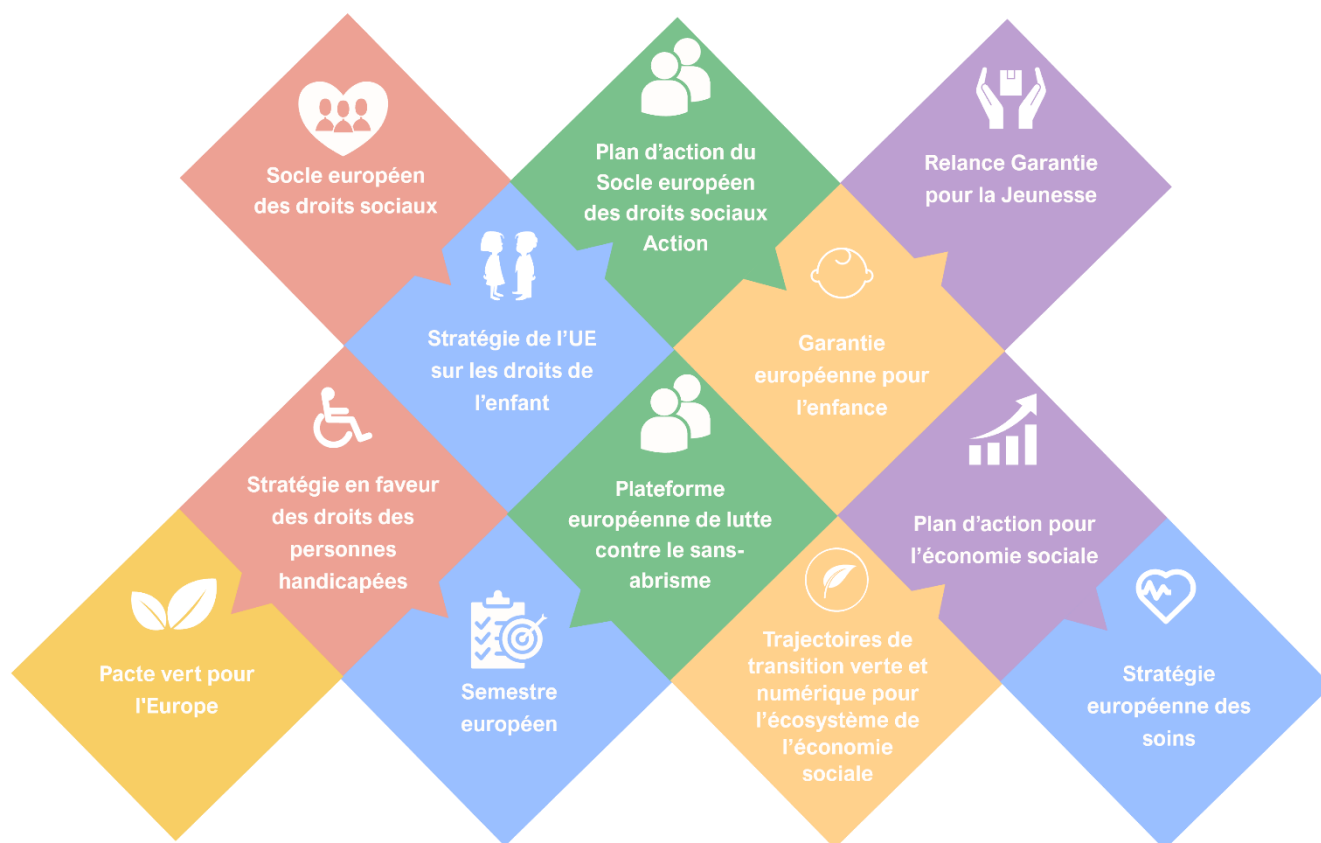 Socle européen
des droits sociaux
Plan d’action du
Socle européen
des droits sociaux
Action
Relance Garantie
pour la Jeunesse
Stratégie de l’UE
sur les droits de
l’enfant
Garantie
européenne pour
l’enfance
Stratégie en faveur
des droits des
personnes
handicapées
Plateforme
européenne de lutte
contre le sans-
abrisme
Plan d’action pour
l’économie sociale
Pacte vert pour
l'Europe
Semestre
européen
Trajectoires de
transition verte et
numérique pour
l’écosystème de
l’économie
sociale
Stratégie
européenne des
soins